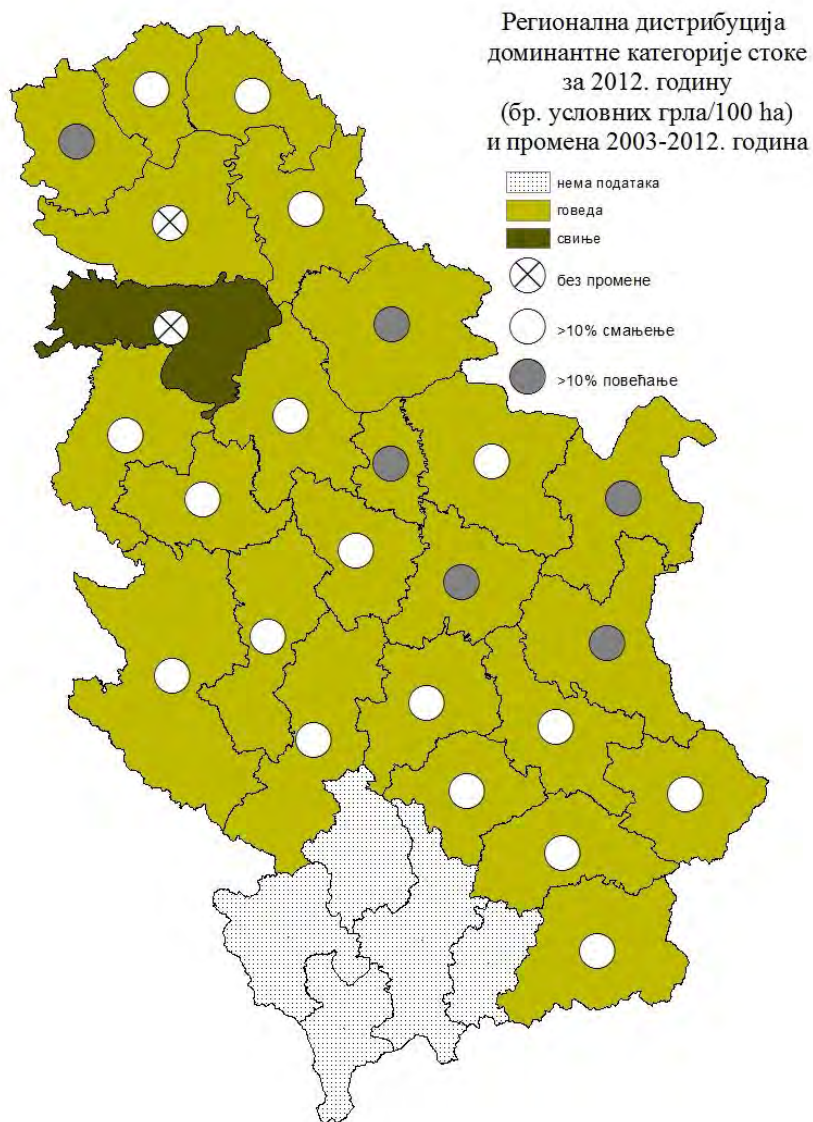 Регионална дистрибуција
доминантне категорије стоке
за 2012. годину
(бр. условних грла/100 ha)
и промена 2003-2012. година
нема података
говеда
свиње
без промене
>10% смањење
>10% повећање